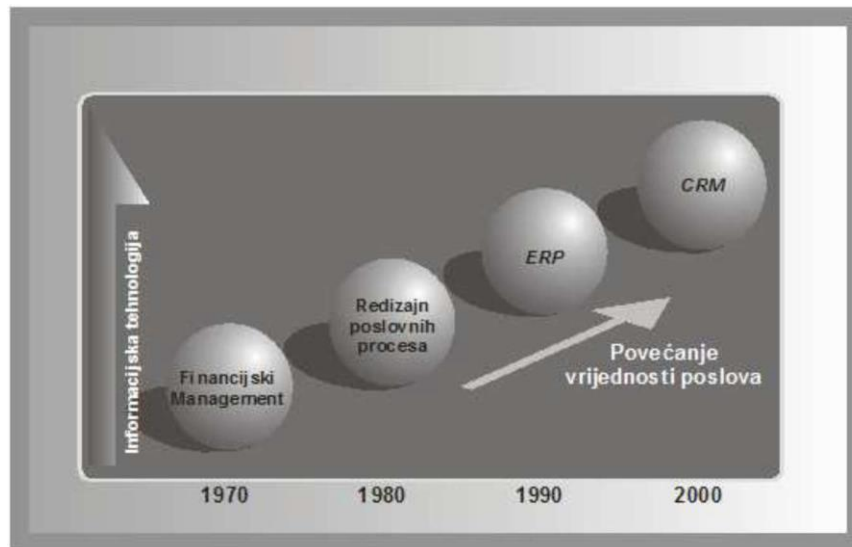 CRM
ERP
Redizajn
poslovnih
procesa
Financijski
Management
Informacijska tehnologija
Povećanje
vrijednosti poslova
1970
1980
1990
2000